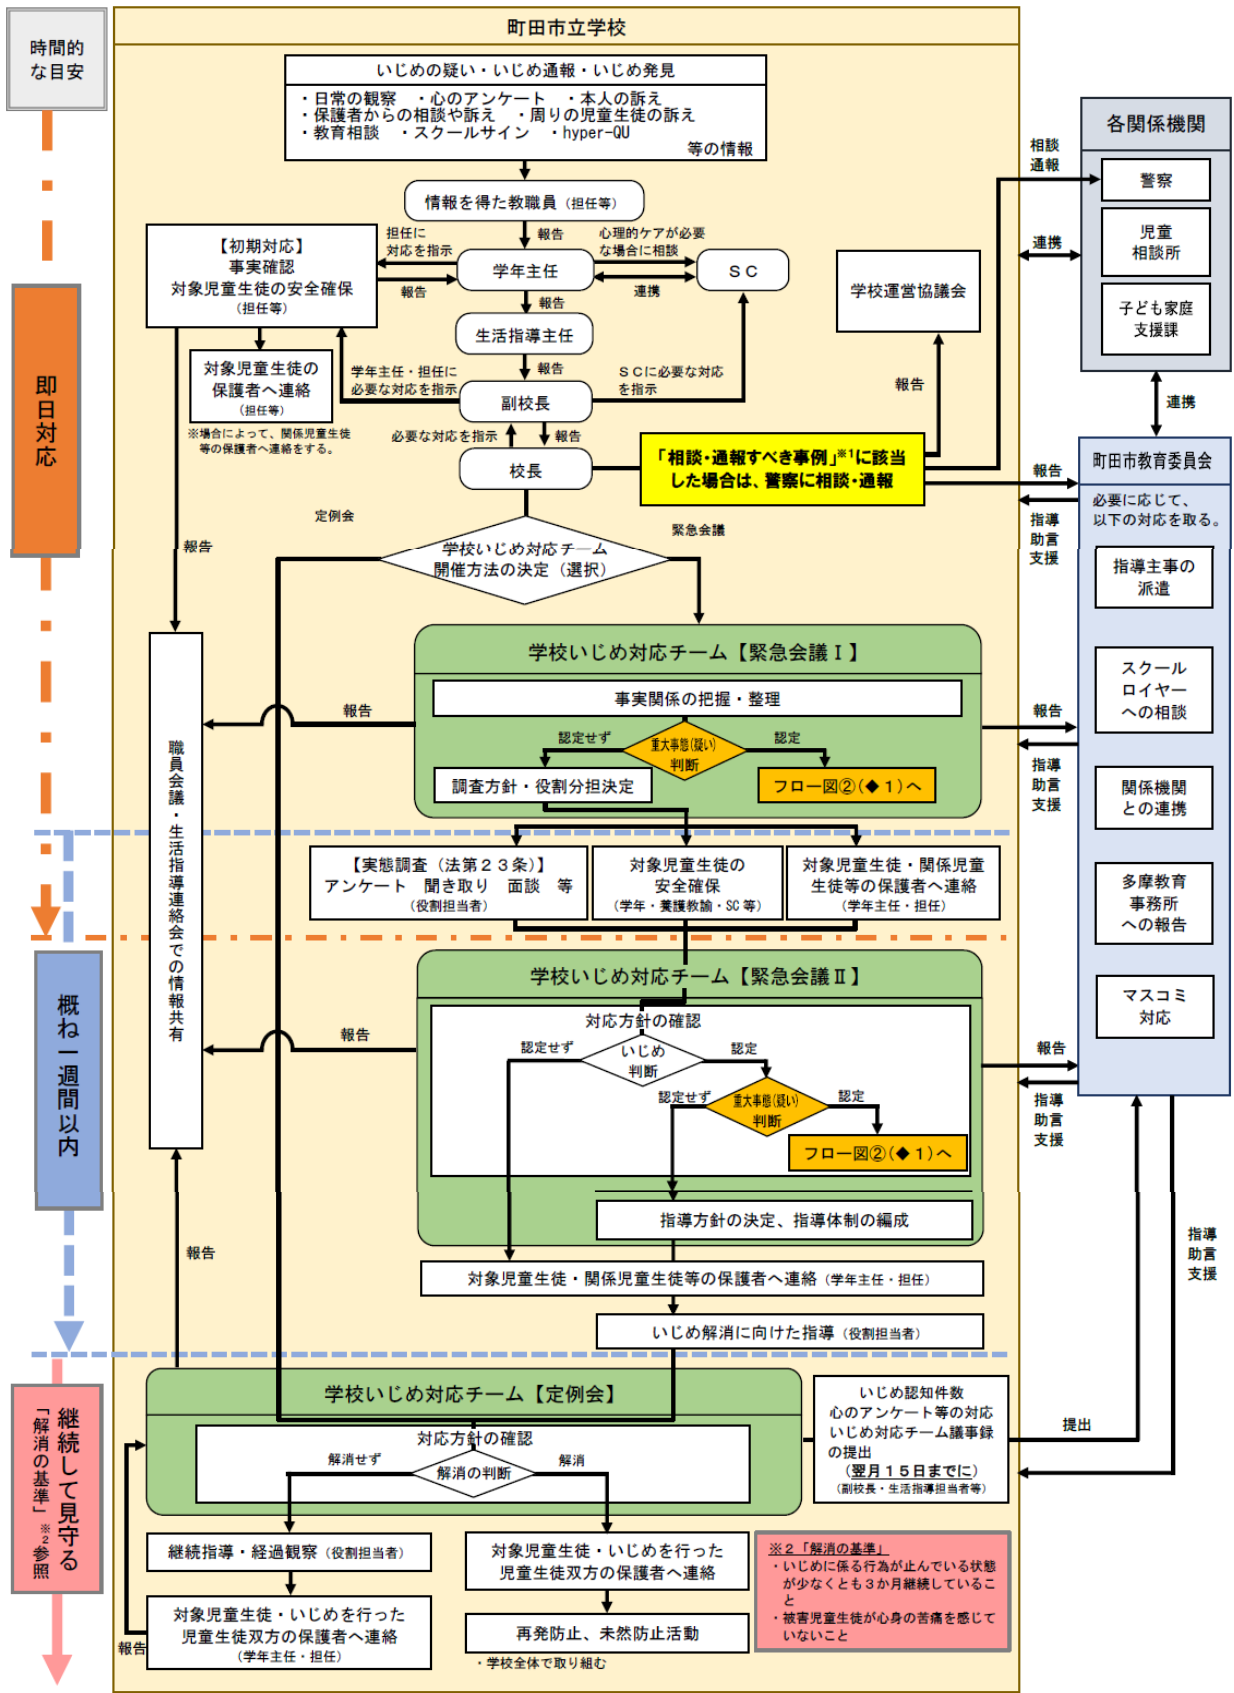 時間的
な目安
町田市立学校
いじめの疑い・いじめ通報・いじめ発見
・日常の観察　・心のアンケート　・本人の訴え
・保護者からの相談や訴え　・周りの児童生徒の訴え
・教育相談　・スクールサイン　・hyper-QU
等の情報
情報を得た教職員（担任等）
報告
担任に
対応を指示
心理的ケアが必要
な場合に相談
【初期対応】
事実確認
対象児童生徒の安全確保
（担任等）
学年主任
ＳＣ
報告
連携
報告
生活指導主任
報告
対象児童生徒の
保護者へ連絡
（担任等）
※場合によって、関係児童生徒
等の保護者へ連絡をする。
学年主任・担任に
必要な対応を指示
ＳＣに必要な対応
を指示
副校長
必要な対応を指示
報告
校長
学校運営協議会
報告
「相談・通報すべき事例」※１に該当
した場合は、警察に相談・通報
相談
通報
連携
各関係機関
警察
児童
相談所
子ども家庭
支援課
連携
報告
指導
助言
支援
町田市教育委員会
必要に応じて、
以下の対応を取る。
指導主事の
派遣
スクール
ロイヤー
への相談
関係機関
との連携
多摩教育
事務所
への報告
マスコミ
対応
即日対応
定例会
緊急会議
学校いじめ対応チーム
開催方法の決定（選択）
報告
職員会議・生活指導連絡会での情報共有
学校いじめ対応チーム【緊急会議Ⅰ】
事実関係の把握・整理
報告
認定せず
重大事態(疑い)
判断
認定
調査方針・役割分担決定
フロー図②(◆１)へ
報告
指導
助言
支援
【実態調査（法第２３条）】
アンケート　聞き取り　面談　等
（役割担当者）
対象児童生徒の
安全確保
（学年・養護教諭・SC等）
対象児童生徒・関係児童
生徒等の保護者へ連絡
（学年主任・担任）
概ね一週間以内
学校いじめ対応チーム【緊急会議Ⅱ】
対応方針の確認
報告
認定せず
いじめ
判断
認定
認定せず
重大事態(疑い)
判断
認定
フロー図②(◆１)へ
報告
指導
助言
支援
指導方針の決定、指導体制の編成
報告
対象児童生徒・関係児童生徒等の保護者へ連絡（学年主任・担任）
いじめ解消に向けた指導（役割担当者）
指導
助言
支援
継続して見守る
「解消の基準」※２参照
学校いじめ対応チーム【定例会】
対応方針の確認
解消せず
解消の判断
解消
いじめ認知件数
心のアンケート等の対応
いじめ対応チーム議事録
の提出
（翌月１５日までに）
（副校長・生活指導担当者等）
提出
継続指導・経過観察（役割担当者）
対象児童生徒・いじめを行った
児童生徒双方の保護者へ連絡
（学年主任・担任）
報告
対象児童生徒・いじめを行った
児童生徒双方の保護者へ連絡
再発防止、未然防止活動
・学校全体で取り組む
※２「解消の基準」
・いじめに係る行為が止んでいる状態
が少なくとも３か月継続しているこ
と
・被害児童生徒が心身の苦痛を感じて
いないこと